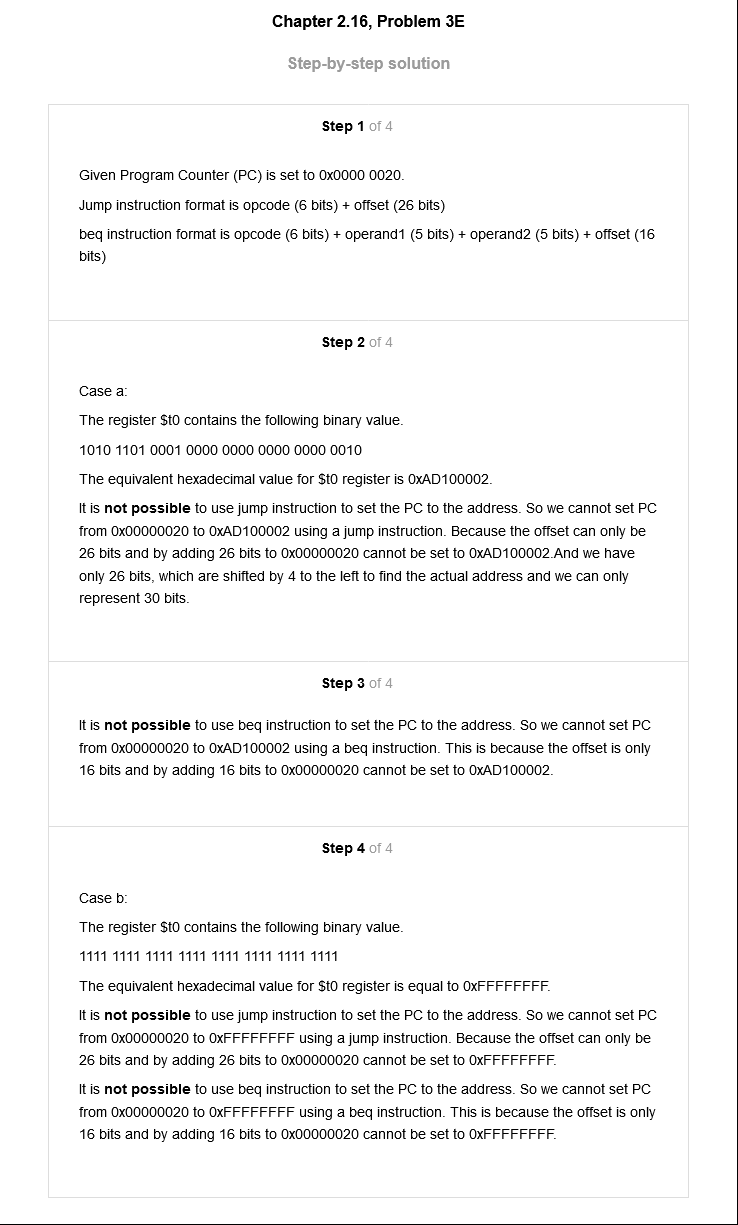 Chapter 2.16, Problem 3E
Step-by-step solution
Step 1 of 4
Given Program Counter (PC) is set to 0x0000 0020.
Jump instruction format is opcode (6 bits) + offset (26 bits)
beq instruction format is opcode (6 bits) + operand1 (5 bits) + operand2 (5 bits) + offset (16
bits)
Step 2 of 4
Case a:
The register $t0 contains the following binary value.
1010 1101 0001 0000 0000 0000 0000 0010
The equivalent hexadecimal value for $t0 register is 0xAD100002.
It is not possible to use jump instruction to set the PC to the address. So we cannot set PC
from 0x00000020 to 0xAD100002 using a jump instruction. Because the offset can only be
26 bits and by adding 26 bits to 0x00000020 cannot be set to 0xAD100002.And we have
only 26 bits, which are shifted by 4 to the left to find the actual address and we can only
represent 30 bits.
Step 3 of 4
It is not possible to use beq instruction to set the PC to the address. So we cannot set PC
from 0x00000020 to 0xAD100002 using a beq instruction. This is because the offset is only
16 bits and by adding 16 bits to 0x00000020 cannot be set to 0xAD100002.
Step 4 of 4
Case b:
The register $t0 contains the following binary value.
1111 1111 1111 1111 1111 1111 1111 1111
The equivalent hexadecimal value for $t0 register is equal to 0xFFFFFFFF.
It is not possible to use jump instruction to set the PC to the address. So we cannot set PC
from 0x00000020 to 0xFFFFFFFF using a jump instruction. Because the offset can only be
26 bits and by adding 26 bits to 0x00000020 cannot be set to 0xFFFFFFFF.
It is not possible to use beq instruction to set the PC to the address. So we cannot set PC
from 0x00000020 to 0xFFFFFFFF using a beq instruction. This is because the offset is only
16 bits and by adding 16 bits to 0x00000020 cannot be set to 0xFFFFFFFF.